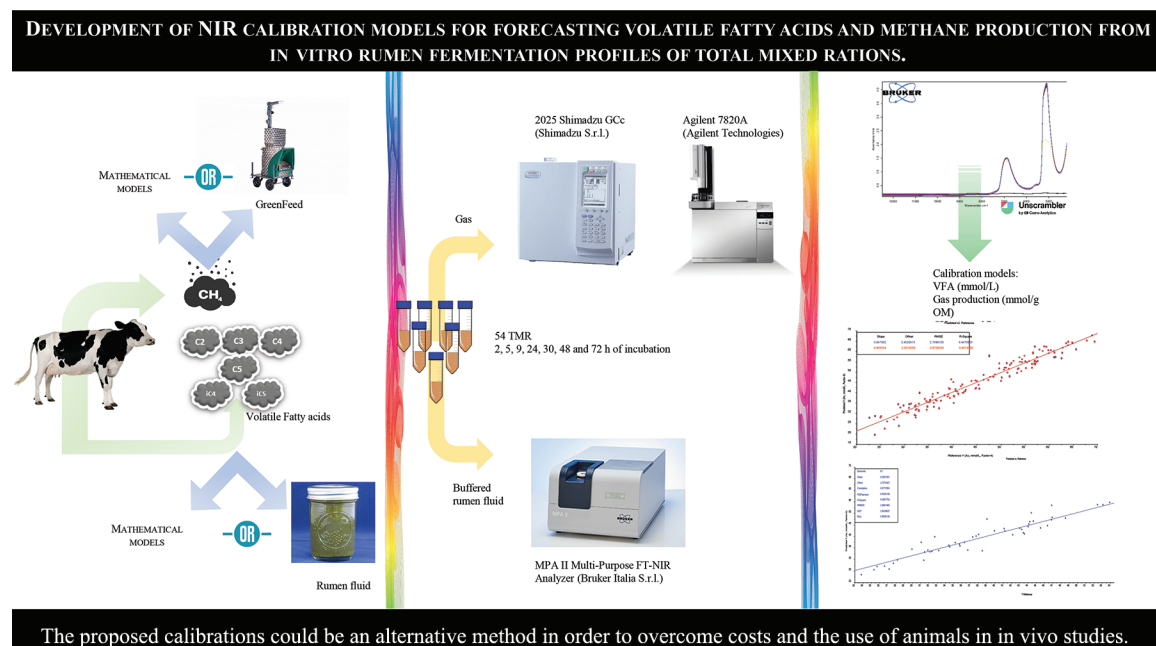 DEVELOPMENT OF NIR CALIBRATION MODELS FOR FORECASTING VOLATILE FATTY ACIDS AND METHANE PRODUCTION FROM
IN VITRO RUMEN FERMENTATION PROFILES OF TOTAL MIXED RATIONS.
MATHEMATICAL
MODELS
OR
GreenFeed
CH4
C2
C3
C4
C5
iC4
iC5
Volatile Fatty acids
MATHEMATICAL
MODELS
OR
Rumen fluid
2025 Shimadzu GCc
(Shimadzu S.r.l.)
Agilent 7820A
(Agilent Technologies)
Gas
54 TMR
2, 5, 9, 24, 30, 48 and 72 h of incubation
Buffered
rumen fluid
BRUKER
MPA II Multi-Purpose FT-NIR
Analyzer (Bruker Italia S.r.l.)
BRUKER
Unscrambler
Calibration models:
VFA (mmol/L)
Gas production (mmol/g
OM)
The proposed calibrations could be an alternative method in order to overcome costs and the use of animals in in vivo studies.